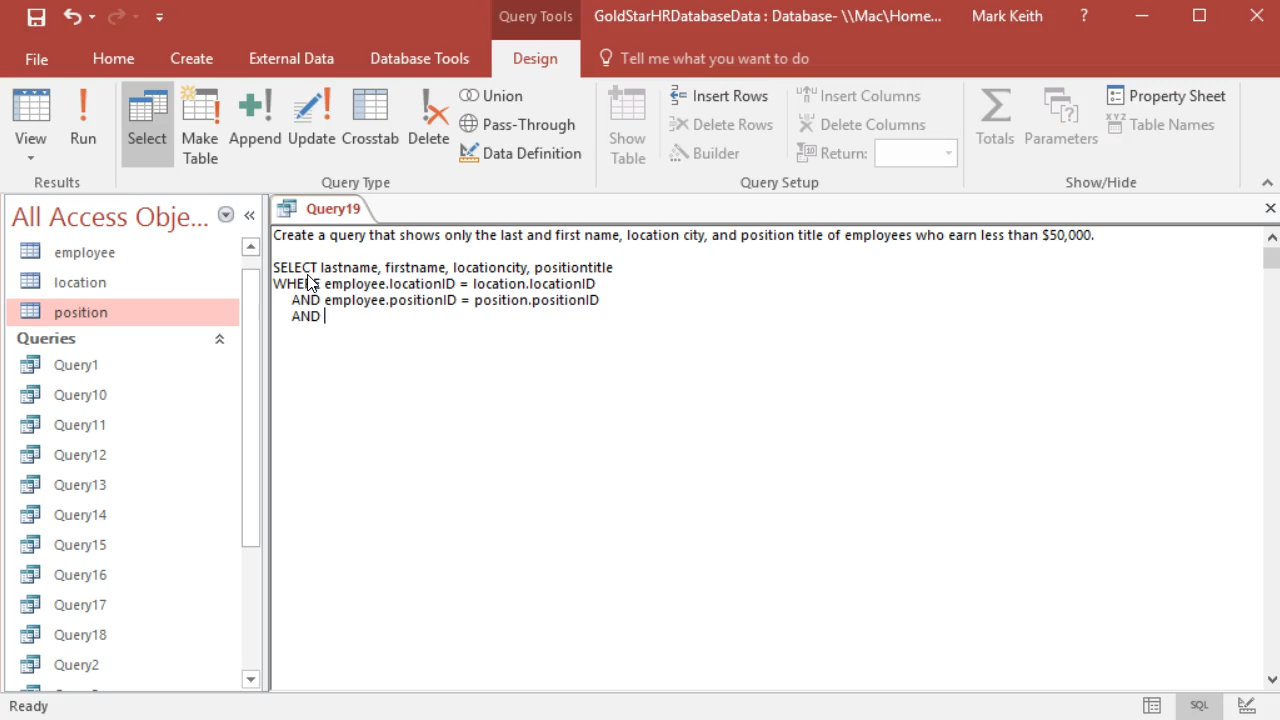 Query Tools
GoldStarHRDatabaseData : Database- \\Mac\Home...
Mark Keith
?
File
Home
Create
External Data
Database Tools
Design
Tell me what you want to do
View
Run
Results
Select
Make Table
Append
Update
Crosstab
Delete
Union
Pass-Through
Data Definition
Query Type
Show Table
Insert Rows
Delete Rows
Builder
Insert Columns
Delete Columns
Return:
Query Setup
Totals
Parameters
Property Sheet
XYZ Table Names
Show/Hide
All Access Obje...
employee
location
position
Queries
Query1
Query10
Query11
Query12
Query13
Query14
Query15
Query16
Query17
Query18
Query2
Query19
Create a query that shows only the last and first name, location city, and position title of employees who earn less than $50,000.
SELECT lastname, firstname, locationcity, positiontitle
WHERE employee.locationID = location.locationID
AND employee.positionID = position.positionID
AND
Ready
SQL